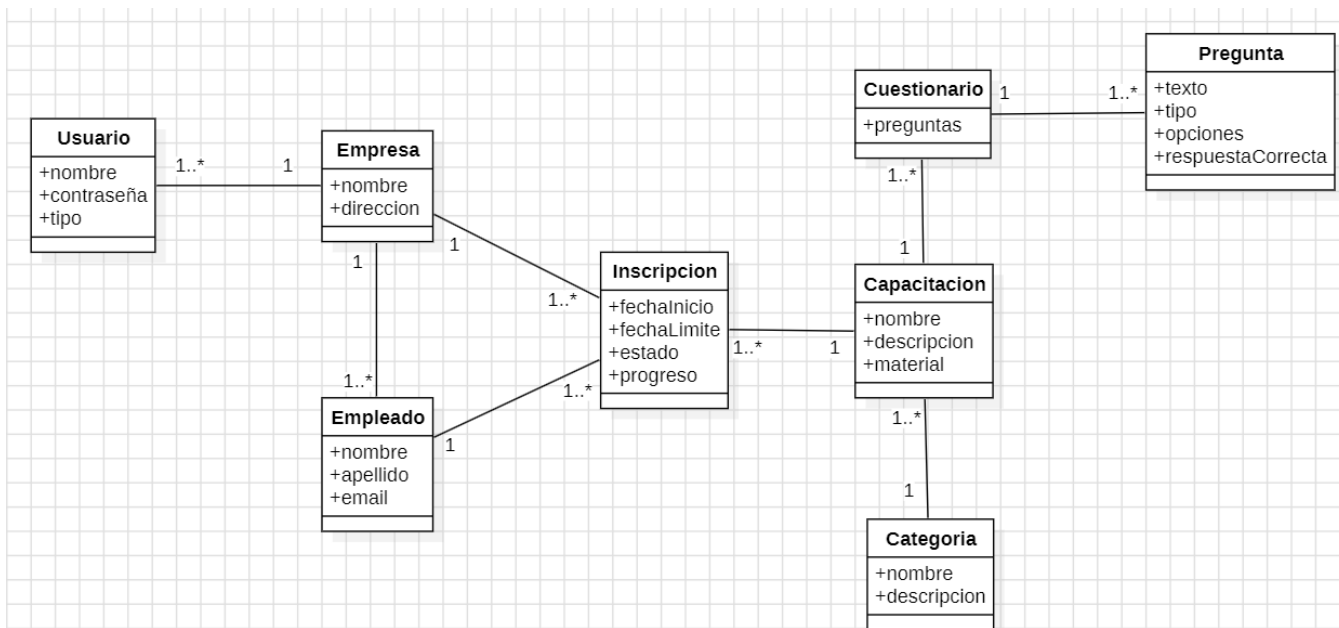 Usuario
+nombre
+contraseña
+tipo
1..*
1
Empresa
+nombre
+direccion
1
1..*
1
1..*
Empleado
+nombre
+apellido
+email
1
1..*
Inscripcion
+fechaInicio
+fechaLimite
+estado
+progreso
1..*
1
Cuestionario
+preguntas
1
1..*
Pregunta
+texto
+tipo
+opciones
+respuestaCorrecta
1..*
1
Capacitacion
+nombre
+descripcion
+material
1..*
1
Categoria
+nombre
+descripcion